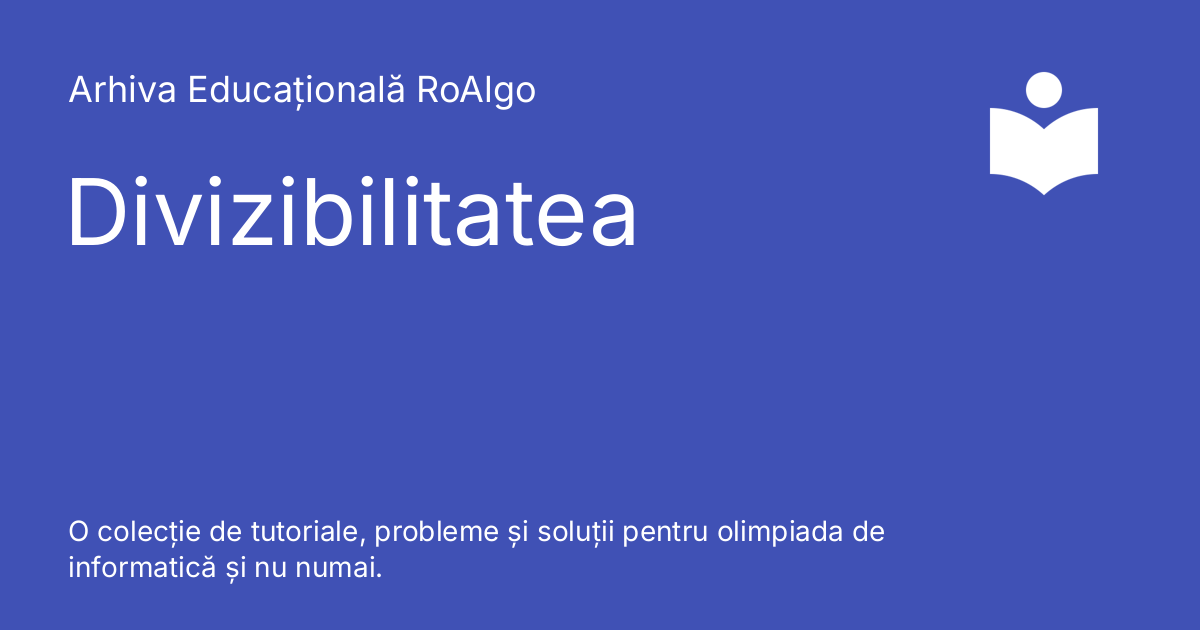 Arhiva Educațională RoAlgo
Divizibilitatea
O colecție de tutoriale, probleme și soluții pentru olimpiada de
informatică și nu numai.